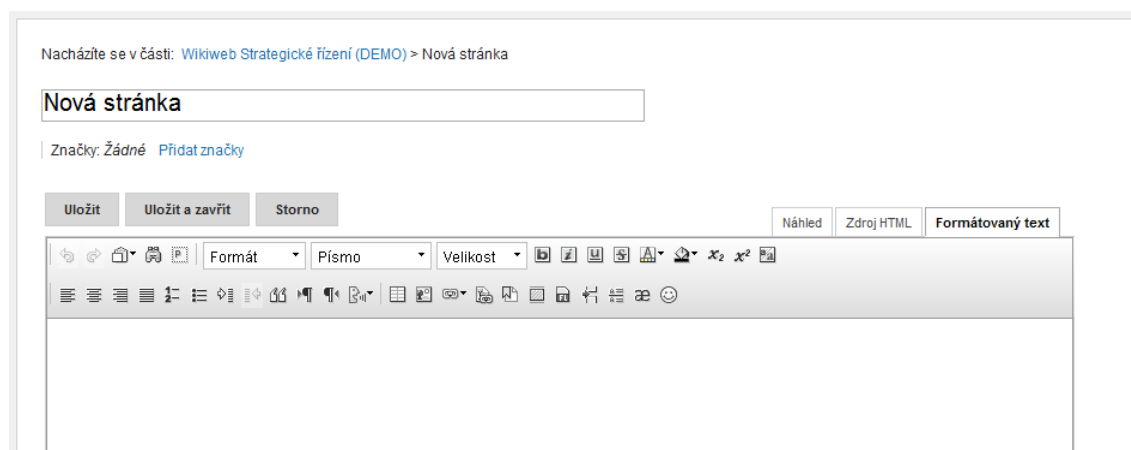 Nacházíte se v části: Wikiweb Strategické řízení (DEMO) > Nová stránka
Nová stránka
Značky: Žádné Přidat značky
Uložit Uložit a zavřít Storno
Náhled Zdroj HTML Formátovaný text
Formát Písmo Velikost